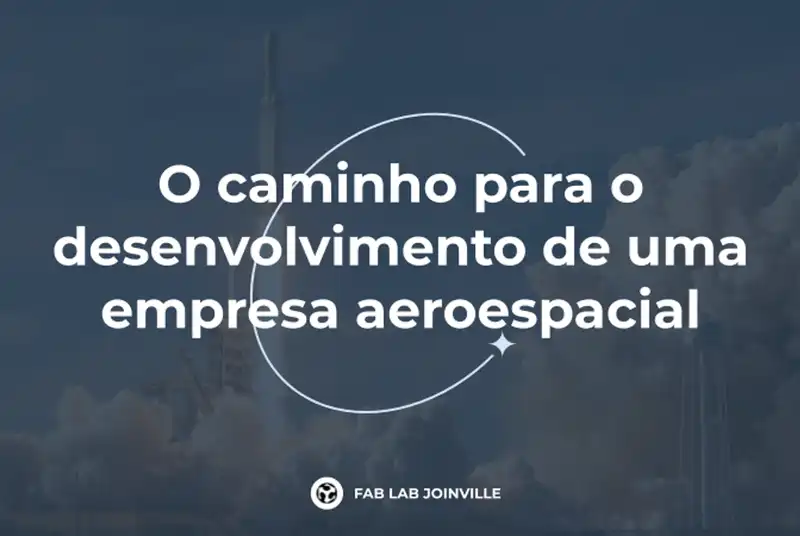 O caminho para o
desenvolvimento de uma
empresa aeroespacial
FAB LAB JOINVILLE